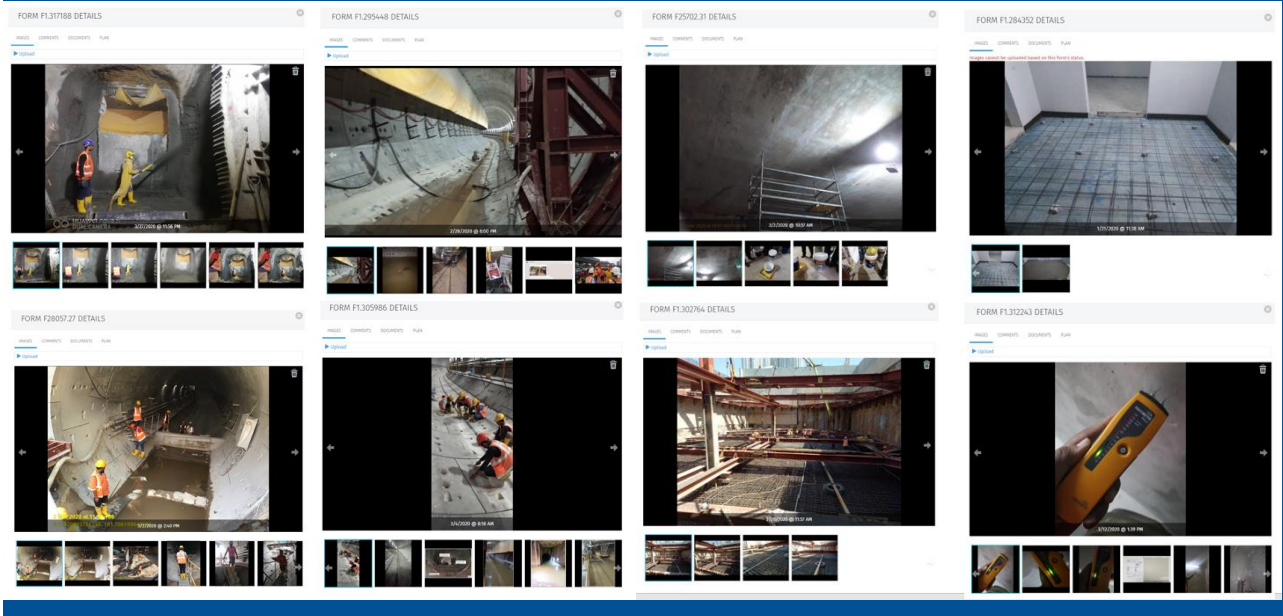 FORM F1.317188 DETAILS
IMAGES COMMENTS DOCUMENTS PLAN
Upload
DUAL CAMERA
3/27/2020 @ 11:56 PM
FORM F1.295448 DETAILS
IMAGES COMMENTS DOCUMENTS PLAN
Upload
2/28/2020 @ 6:00 PM
FORM F25702.31 DETAILS
IMAGES COMMENTS DOCUMENTS PLAN
Upload
3/2/2020 @ 10:57 AM
FORM F1.284352 DETAILS
IMAGES COMMENTS DOCUMENTS PLAN
Images cannot be uploaded based on this form's status.
1/21/2020 @ 11:38 AM
FORM F28057.27 DETAILS
IMAGES COMMENTS DOCUMENTS PLAN
Upload
@ 2:40 PM
FORM F1.305986 DETAILS
IMAGES COMMENTS DOCUMENTS PLAN
Upload
3/4/2020 @ 8:18 AM
FORM F1.302764 DETAILS
IMAGES COMMENTS DOCUMENTS PLAN
Upload
@ 11:57 AM
FORM F1.312243 DETAILS
IMAGES COMMENTS DOCUMENTS PLAN
Upload
3/12/2020 @ 1:39 PM